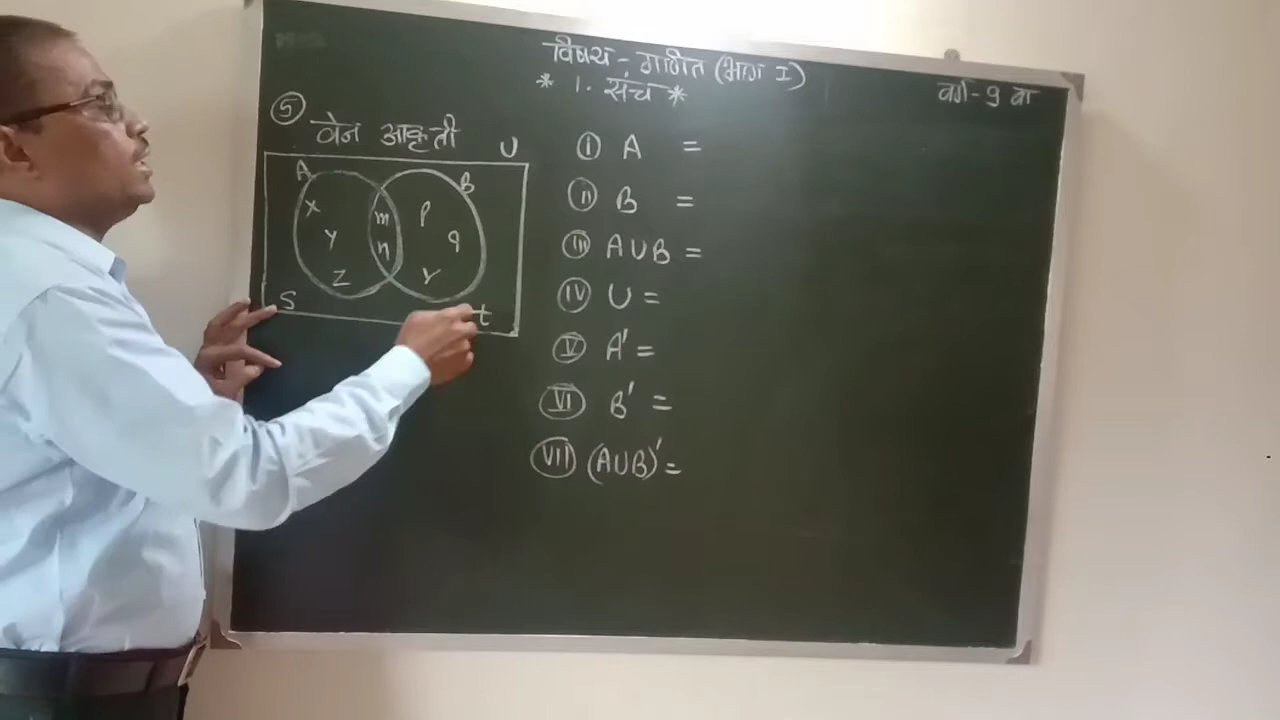 विषय - गणित (भाग I)
* 1. संच *
वर्ग - 9 वा
5
वेन आकृती
U
A
B
x
y
z
m
n
p
q
r
s
t
(i) A =
(ii) B =
(iii) A∪B =
(iv) U =
(V) A' =
(VI) B' =
(VII) (A∪B)' =